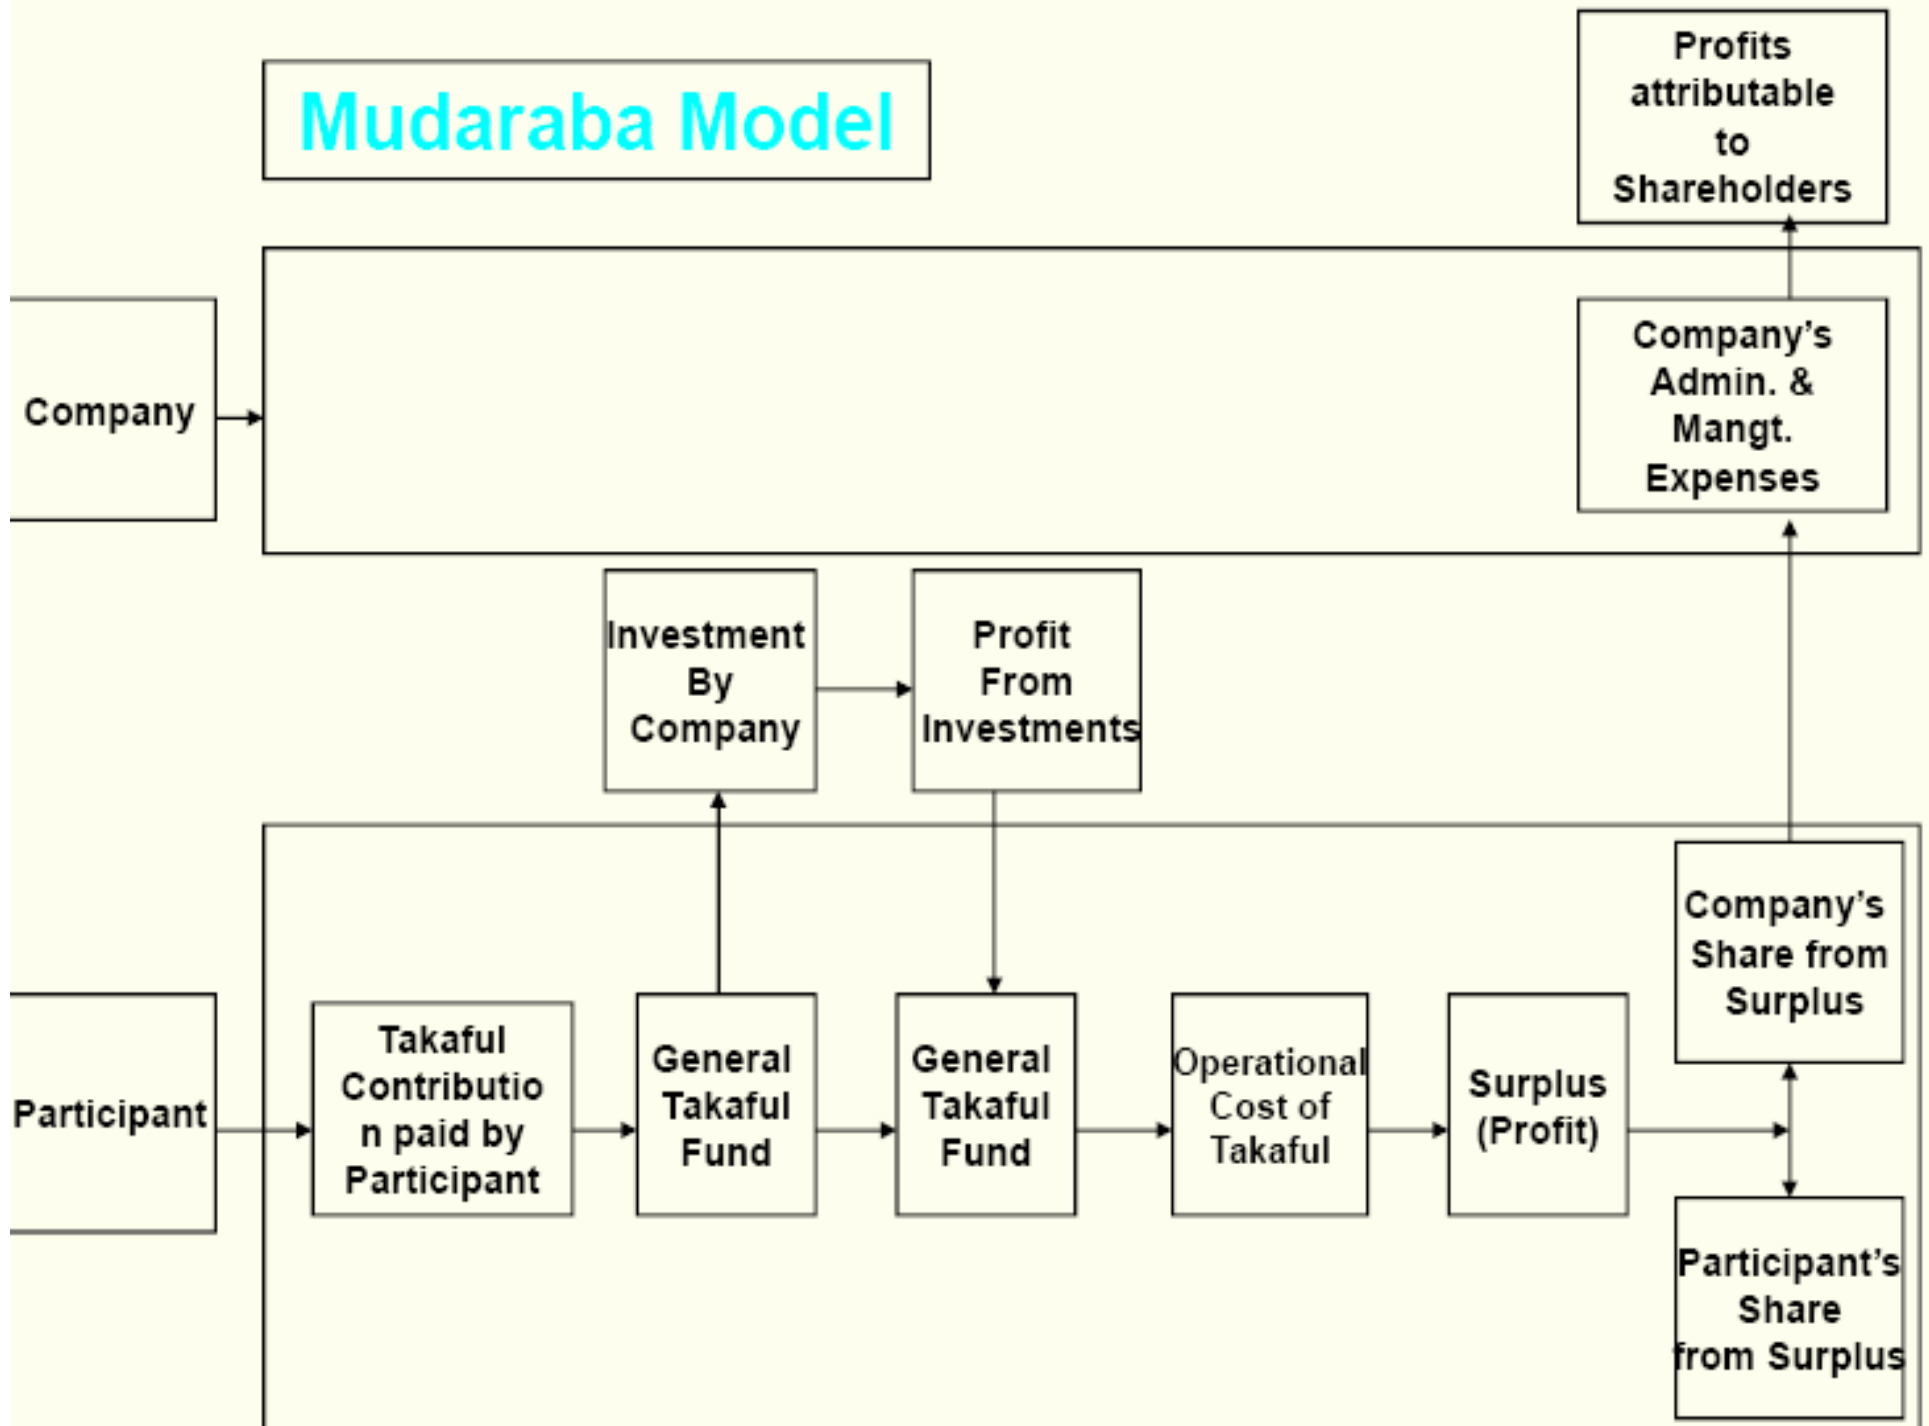 Mudaraba Model
Profits
attributable
to
Shareholders
Company
Company's
Admin. &
Mangt.
Expenses
Investment
By
Company
Profit
From
Investments
Participant
Takaful
Contributio
n paid by
Participant
General
Takaful
Fund
General
Takaful
Fund
Operational
Cost of
Takaful
Surplus
(Profit)
Company's
Share from
Surplus
Participant's
Share
from Surplus